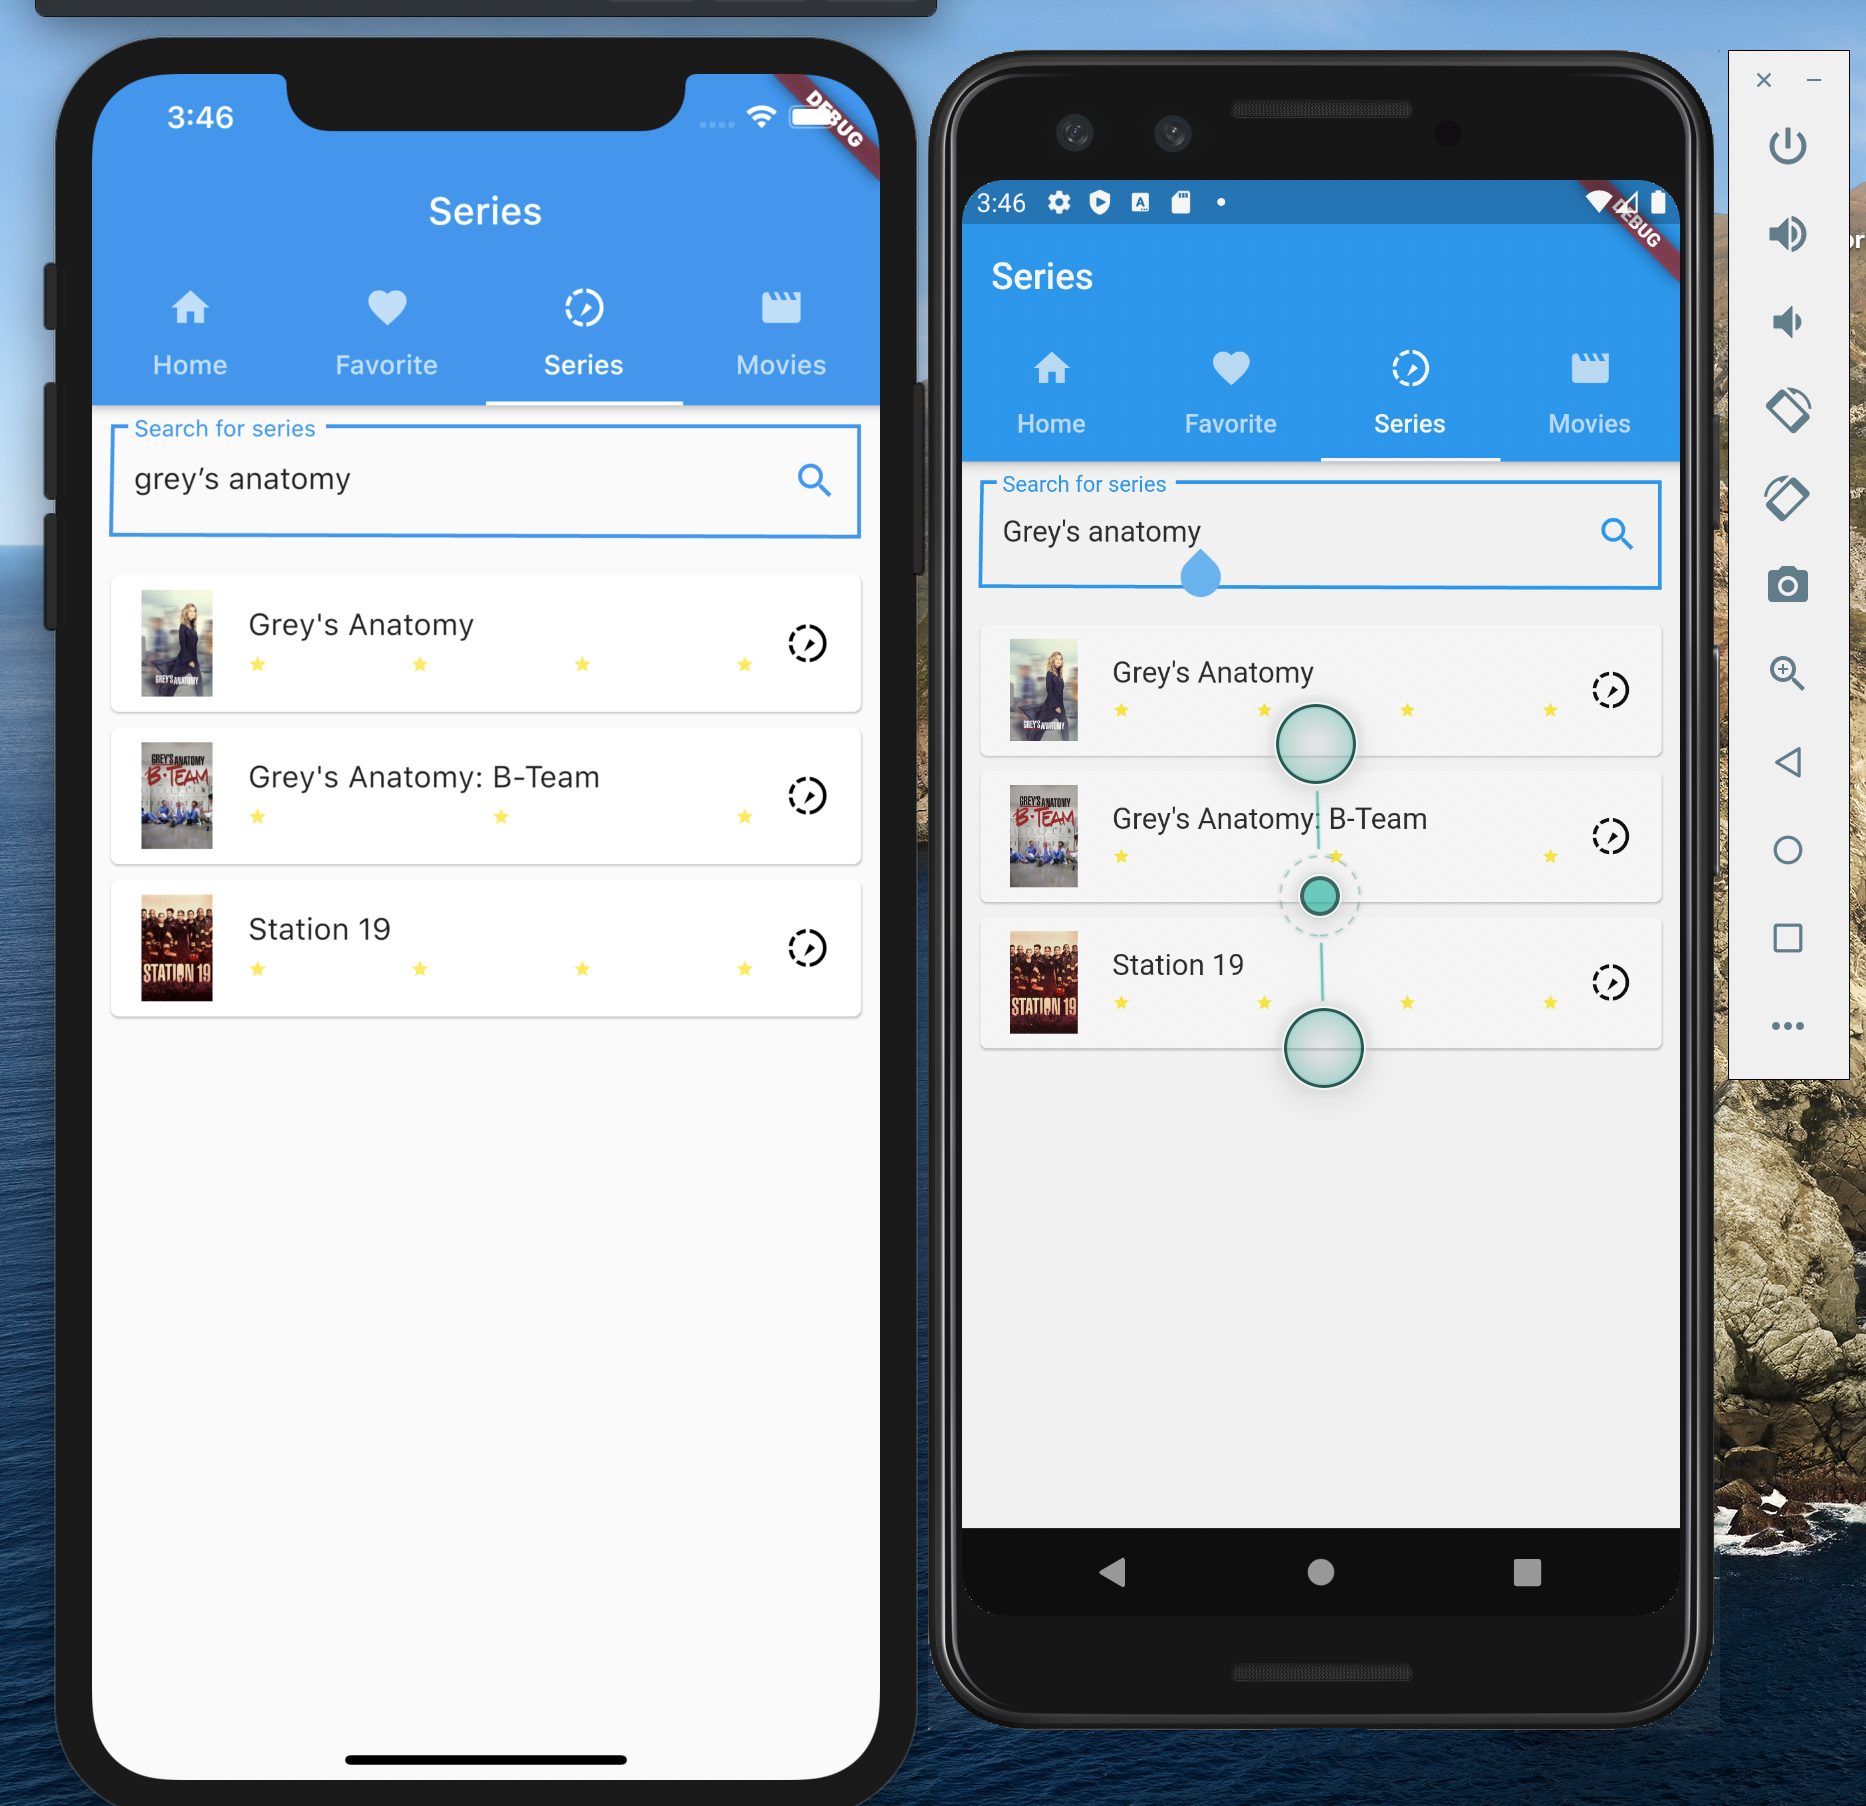 3:46
DEBUG
Series
Home
Favorite
Series
Movies
Search for series
grey’s anatomy
GREY'S ANATOMY
Grey's Anatomy
GREY'S ANATOMY
B-TEAM
Grey's Anatomy: B-Team
STATION 19
Station 19
3:46
A
DEBUG
Series
Home
Favorite
Series
Movies
Search for series
Grey's anatomy
GREY'S ANATOMY
Grey's Anatomy
GREY'S ANATOMY
B-TEAM
Grey's Anatomy: B-Team
STATION 19
Station 19
or